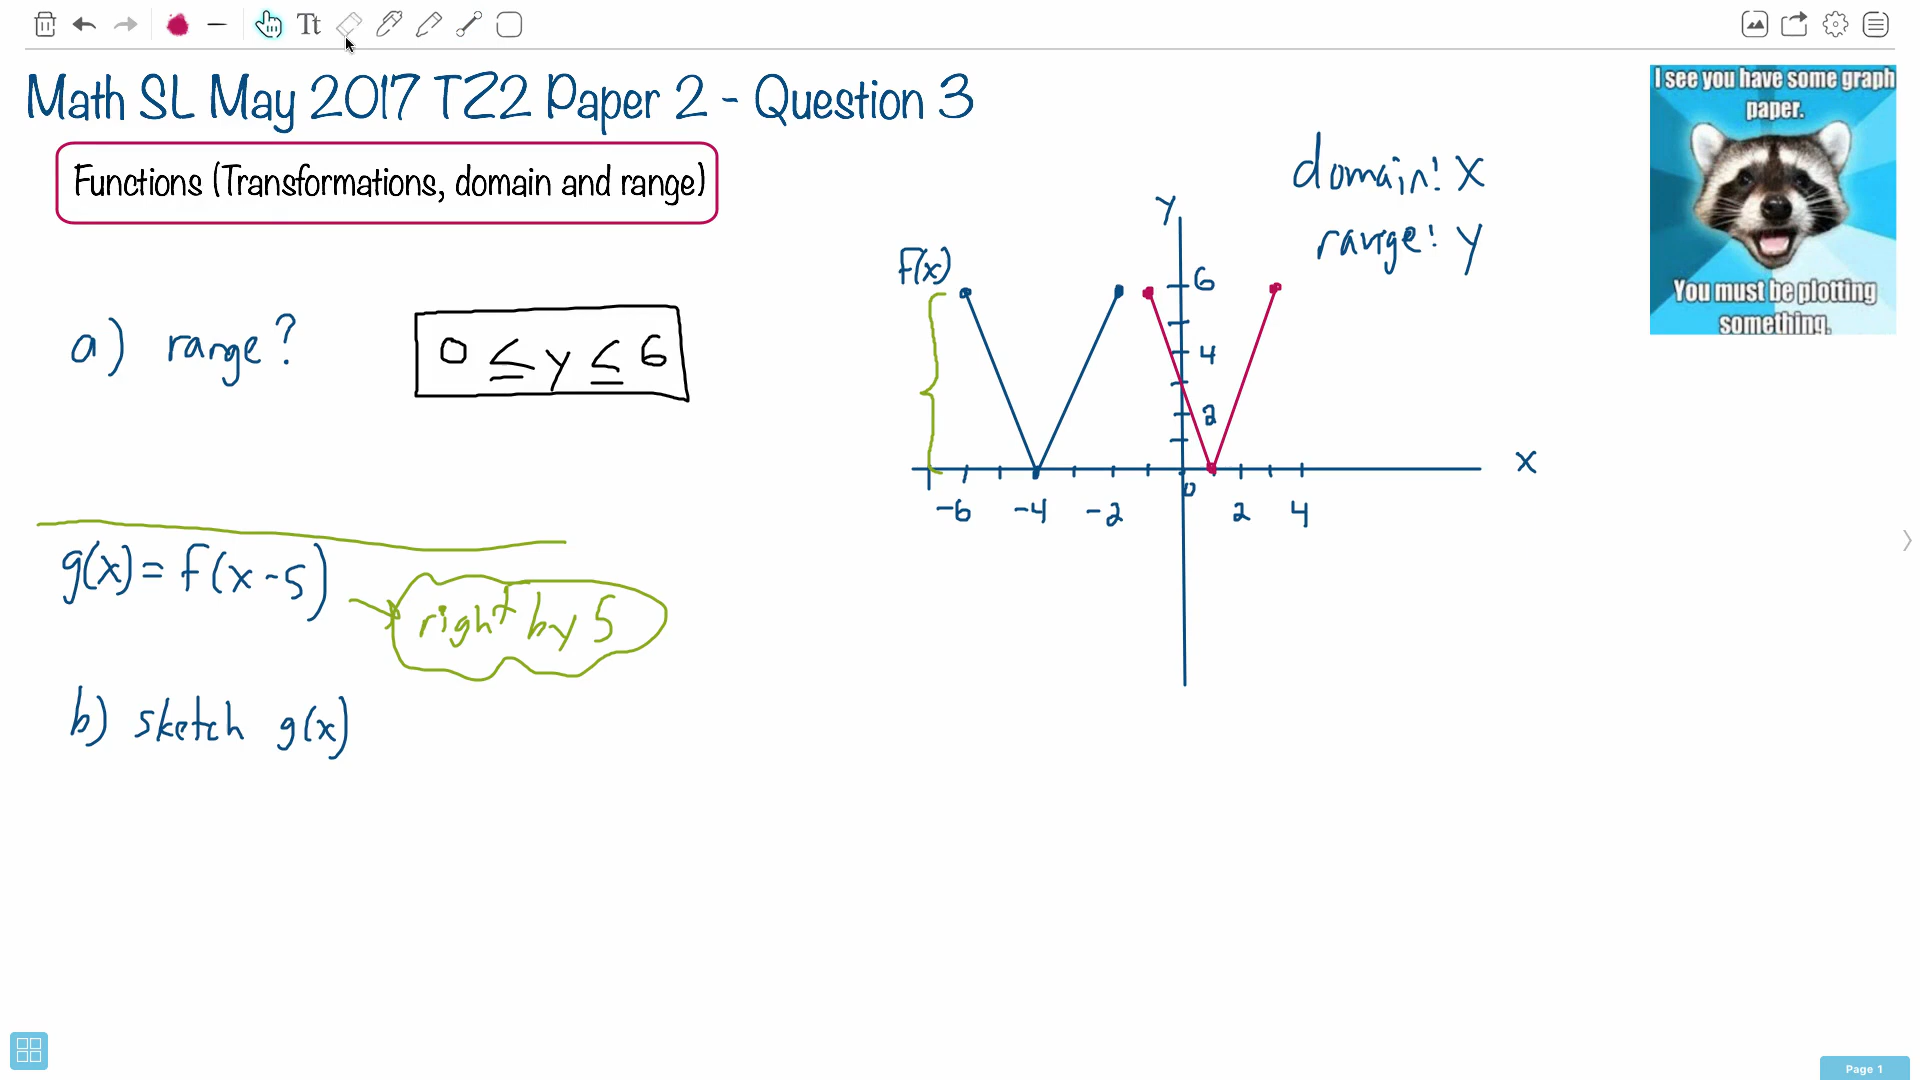 Tt
Math SL May 2017 TZ2 Paper 2 - Question 3
Functions (Transformations, domain and range)
I see you have some graph
paper.
You must be plotting
something.
domain: x
range: y
a) range?
0 ≤ y ≤ 6
f(x)
y
6
4
2
x
0
-6 -4 -2 2 4
g(x) = f(x-5)
right by 5
b) sketch g(x)
Page 1